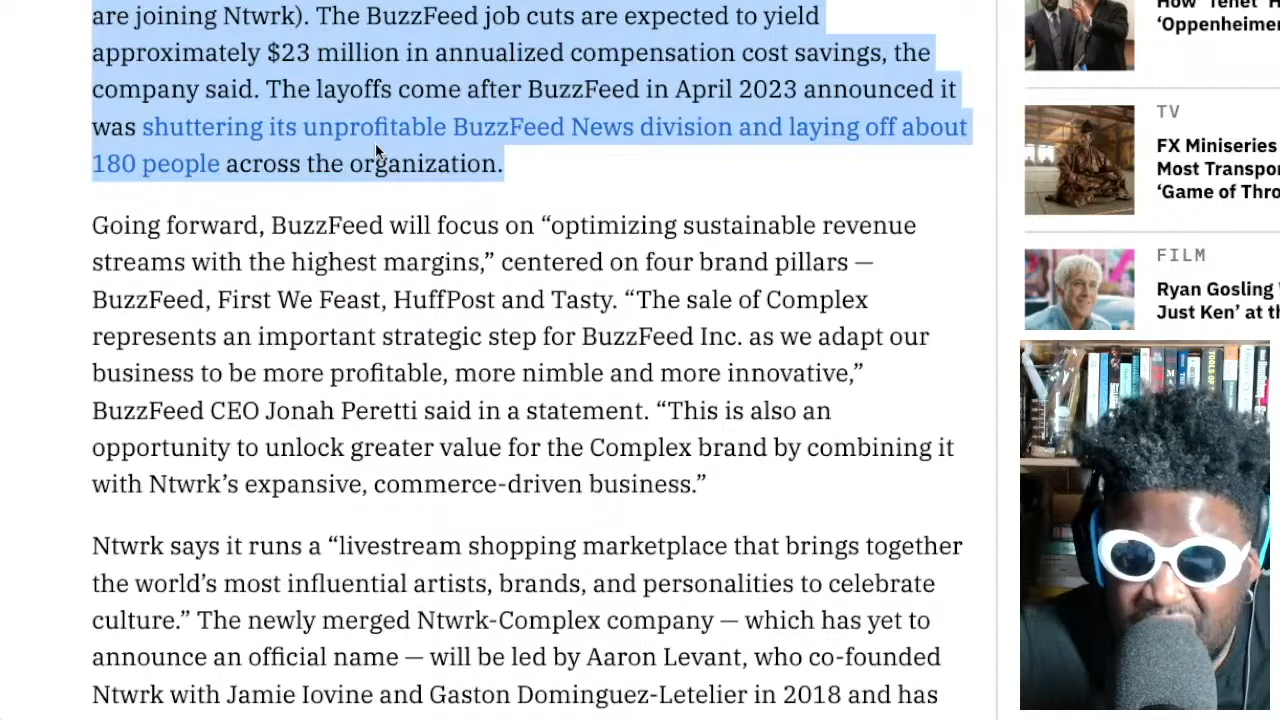 are joining Ntwrk). The BuzzFeed job cuts are expected to yield
approximately $23 million in annualized compensation cost savings, the
company said. The layoffs come after BuzzFeed in April 2023 announced it
was shuttering its unprofitable BuzzFeed News division and laying off about
180 people across the organization.
Going forward, BuzzFeed will focus on “optimizing sustainable revenue
streams with the highest margins,” centered on four brand pillars —
BuzzFeed, First We Feast, HuffPost and Tasty. “The sale of Complex
represents an important strategic step for BuzzFeed Inc. as we adapt our
business to be more profitable, more nimble and more innovative,”
BuzzFeed CEO Jonah Peretti said in a statement. “This is also an
opportunity to unlock greater value for the Complex brand by combining it
with Ntwrk’s expansive, commerce-driven business.”
Ntwrk says it runs a “livestream shopping marketplace that brings together
the world’s most influential artists, brands, and personalities to celebrate
culture.” The newly merged Ntwrk-Complex company — which has yet to
announce an official name — will be led by Aaron Levant, who co-founded
Ntwrk with Jamie Iovine and Gaston Dominguez-Letelier in 2018 and has
How ‘Tenet’
‘Oppenheimer
TV
FX Miniseries
Most Transpor
‘Game of Thro
FILM
Ryan Gosling
Just Ken’ at th
TOOLS OF